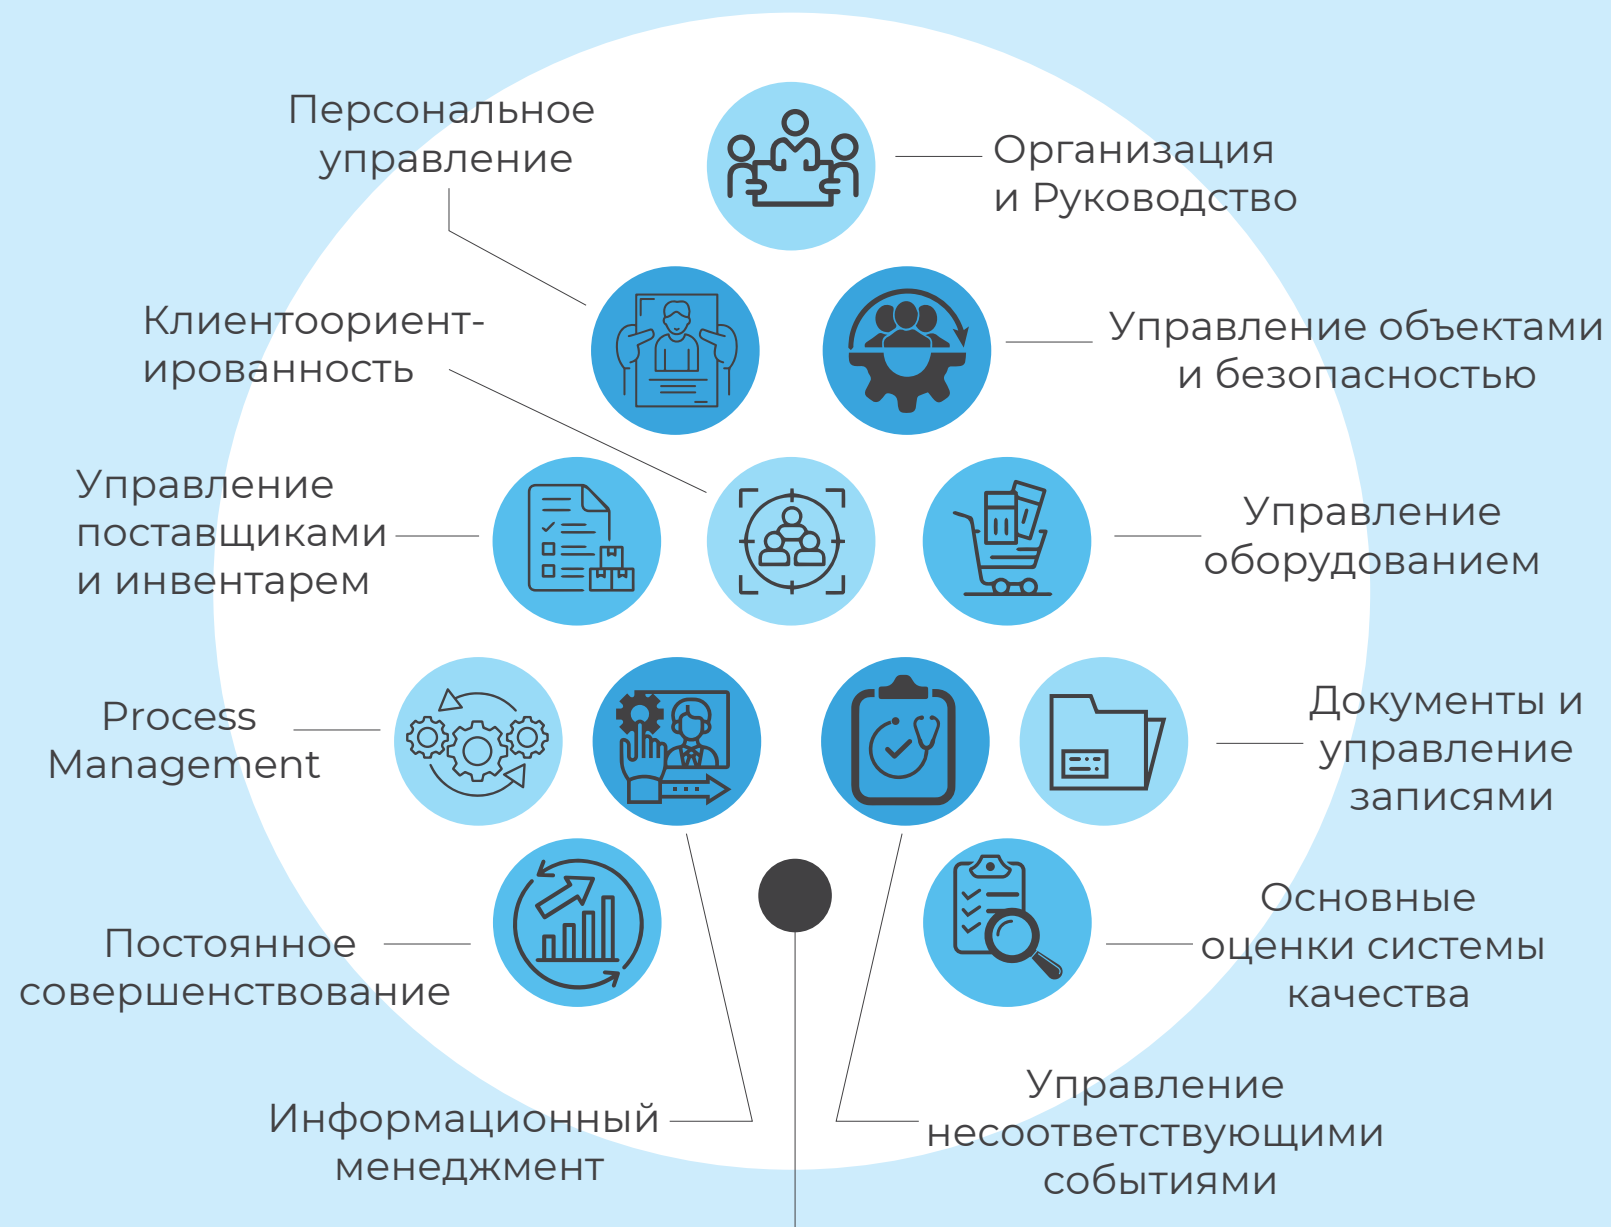 Персональное
управление
Организация
и Руководство
Клиентоориент-
ированность
Управление объектами
и безопасностью
Управление
поставщиками
и инвентарем
Управление
оборудованием
Process
Management
Документы и
управление
записями
Постоянное
совершенствование
Основные
оценки системы
качества
Информационный
менеджмент
Управление
несоответствующими
событиями